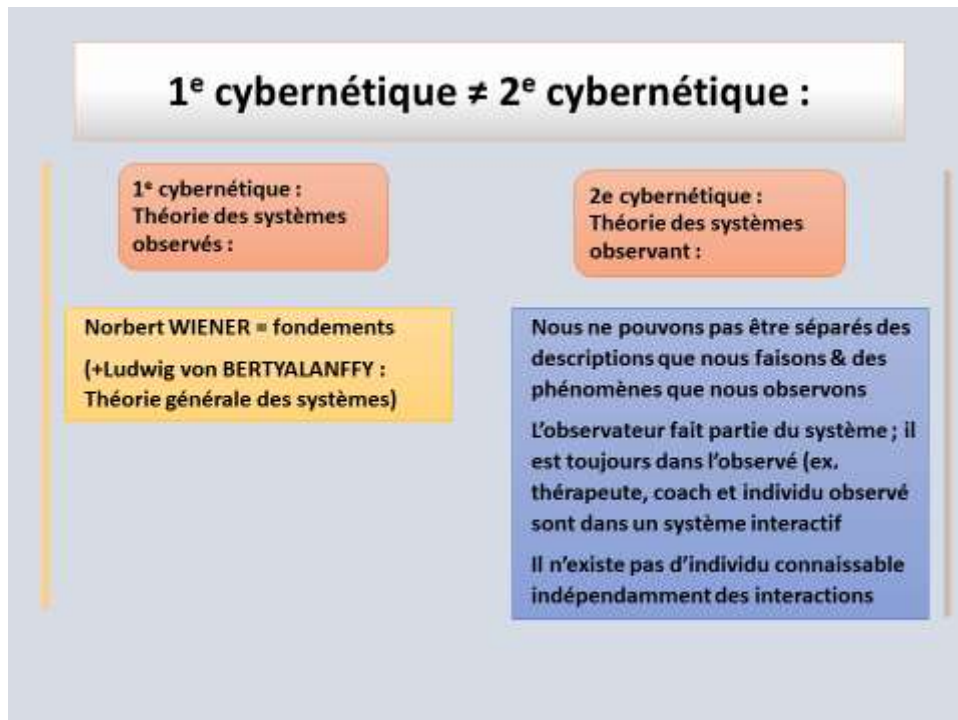 1e cybernétique ≠ 2e cybernétique :
1e cybernétique :
Théorie des systèmes
observés :
Norbert WIENER = fondements
(+Ludwig von BERTYALANFFY :
Théorie générale des systèmes)
2e cybernétique :
Théorie des systèmes
observant :
Nous ne pouvons pas être séparés des
descriptions que nous faisons & des
phénomènes que nous observons
L'observateur fait partie du système ; il
est toujours dans l'observé (ex.
thérapeute, coach et individu observé
sont dans un système interactif
Il n'existe pas d'individu connaissable
indépendamment des interactions